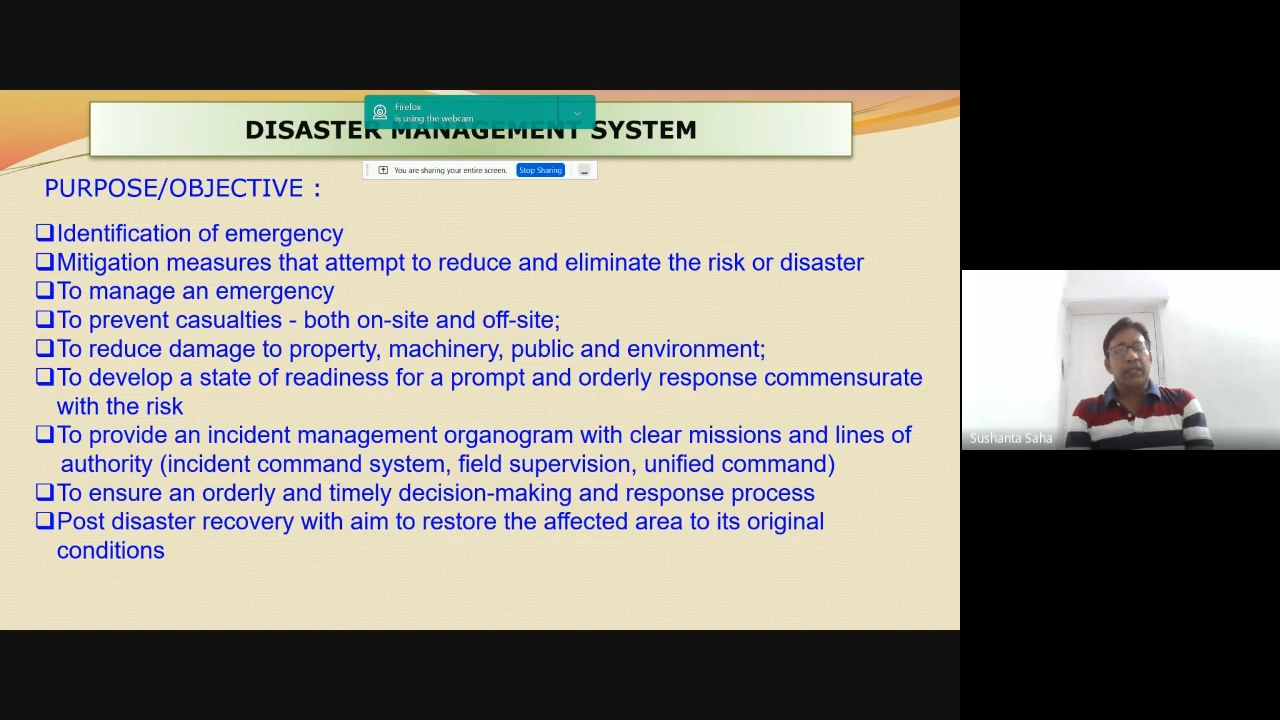 Firefox
is using the webcam
DISASTER MANAGEMENT SYSTEM
You are sharing your entire screen. Stop Sharing
PURPOSE/OBJECTIVE :
❑Identification of emergency
❑Mitigation measures that attempt to reduce and eliminate the risk or disaster
❑To manage an emergency
❑To prevent casualties - both on-site and off-site;
❑To reduce damage to property, machinery, public and environment;
❑To develop a state of readiness for a prompt and orderly response commensurate
with the risk
❑To provide an incident management organogram with clear missions and lines of
authority (incident command system, field supervision, unified command)
❑To ensure an orderly and timely decision-making and response process
❑Post disaster recovery with aim to restore the affected area to its original
conditions
Sushanta Saha